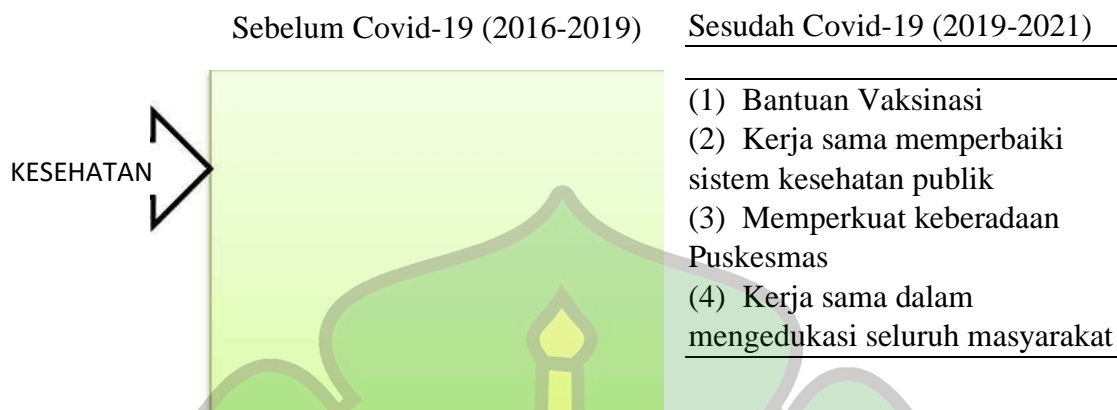 Sebelum Covid-19 (2016-2019)
Sesudah Covid-19 (2019-2021)
KESEHATAN
(1) Bantuan Vaksinasi
(2) Kerja sama memperbaiki
sistem kesehatan publik
(3) Memperkuat keberadaan
Puskesmas
(4) Kerja sama dalam
mengedukasi seluruh masyarakat